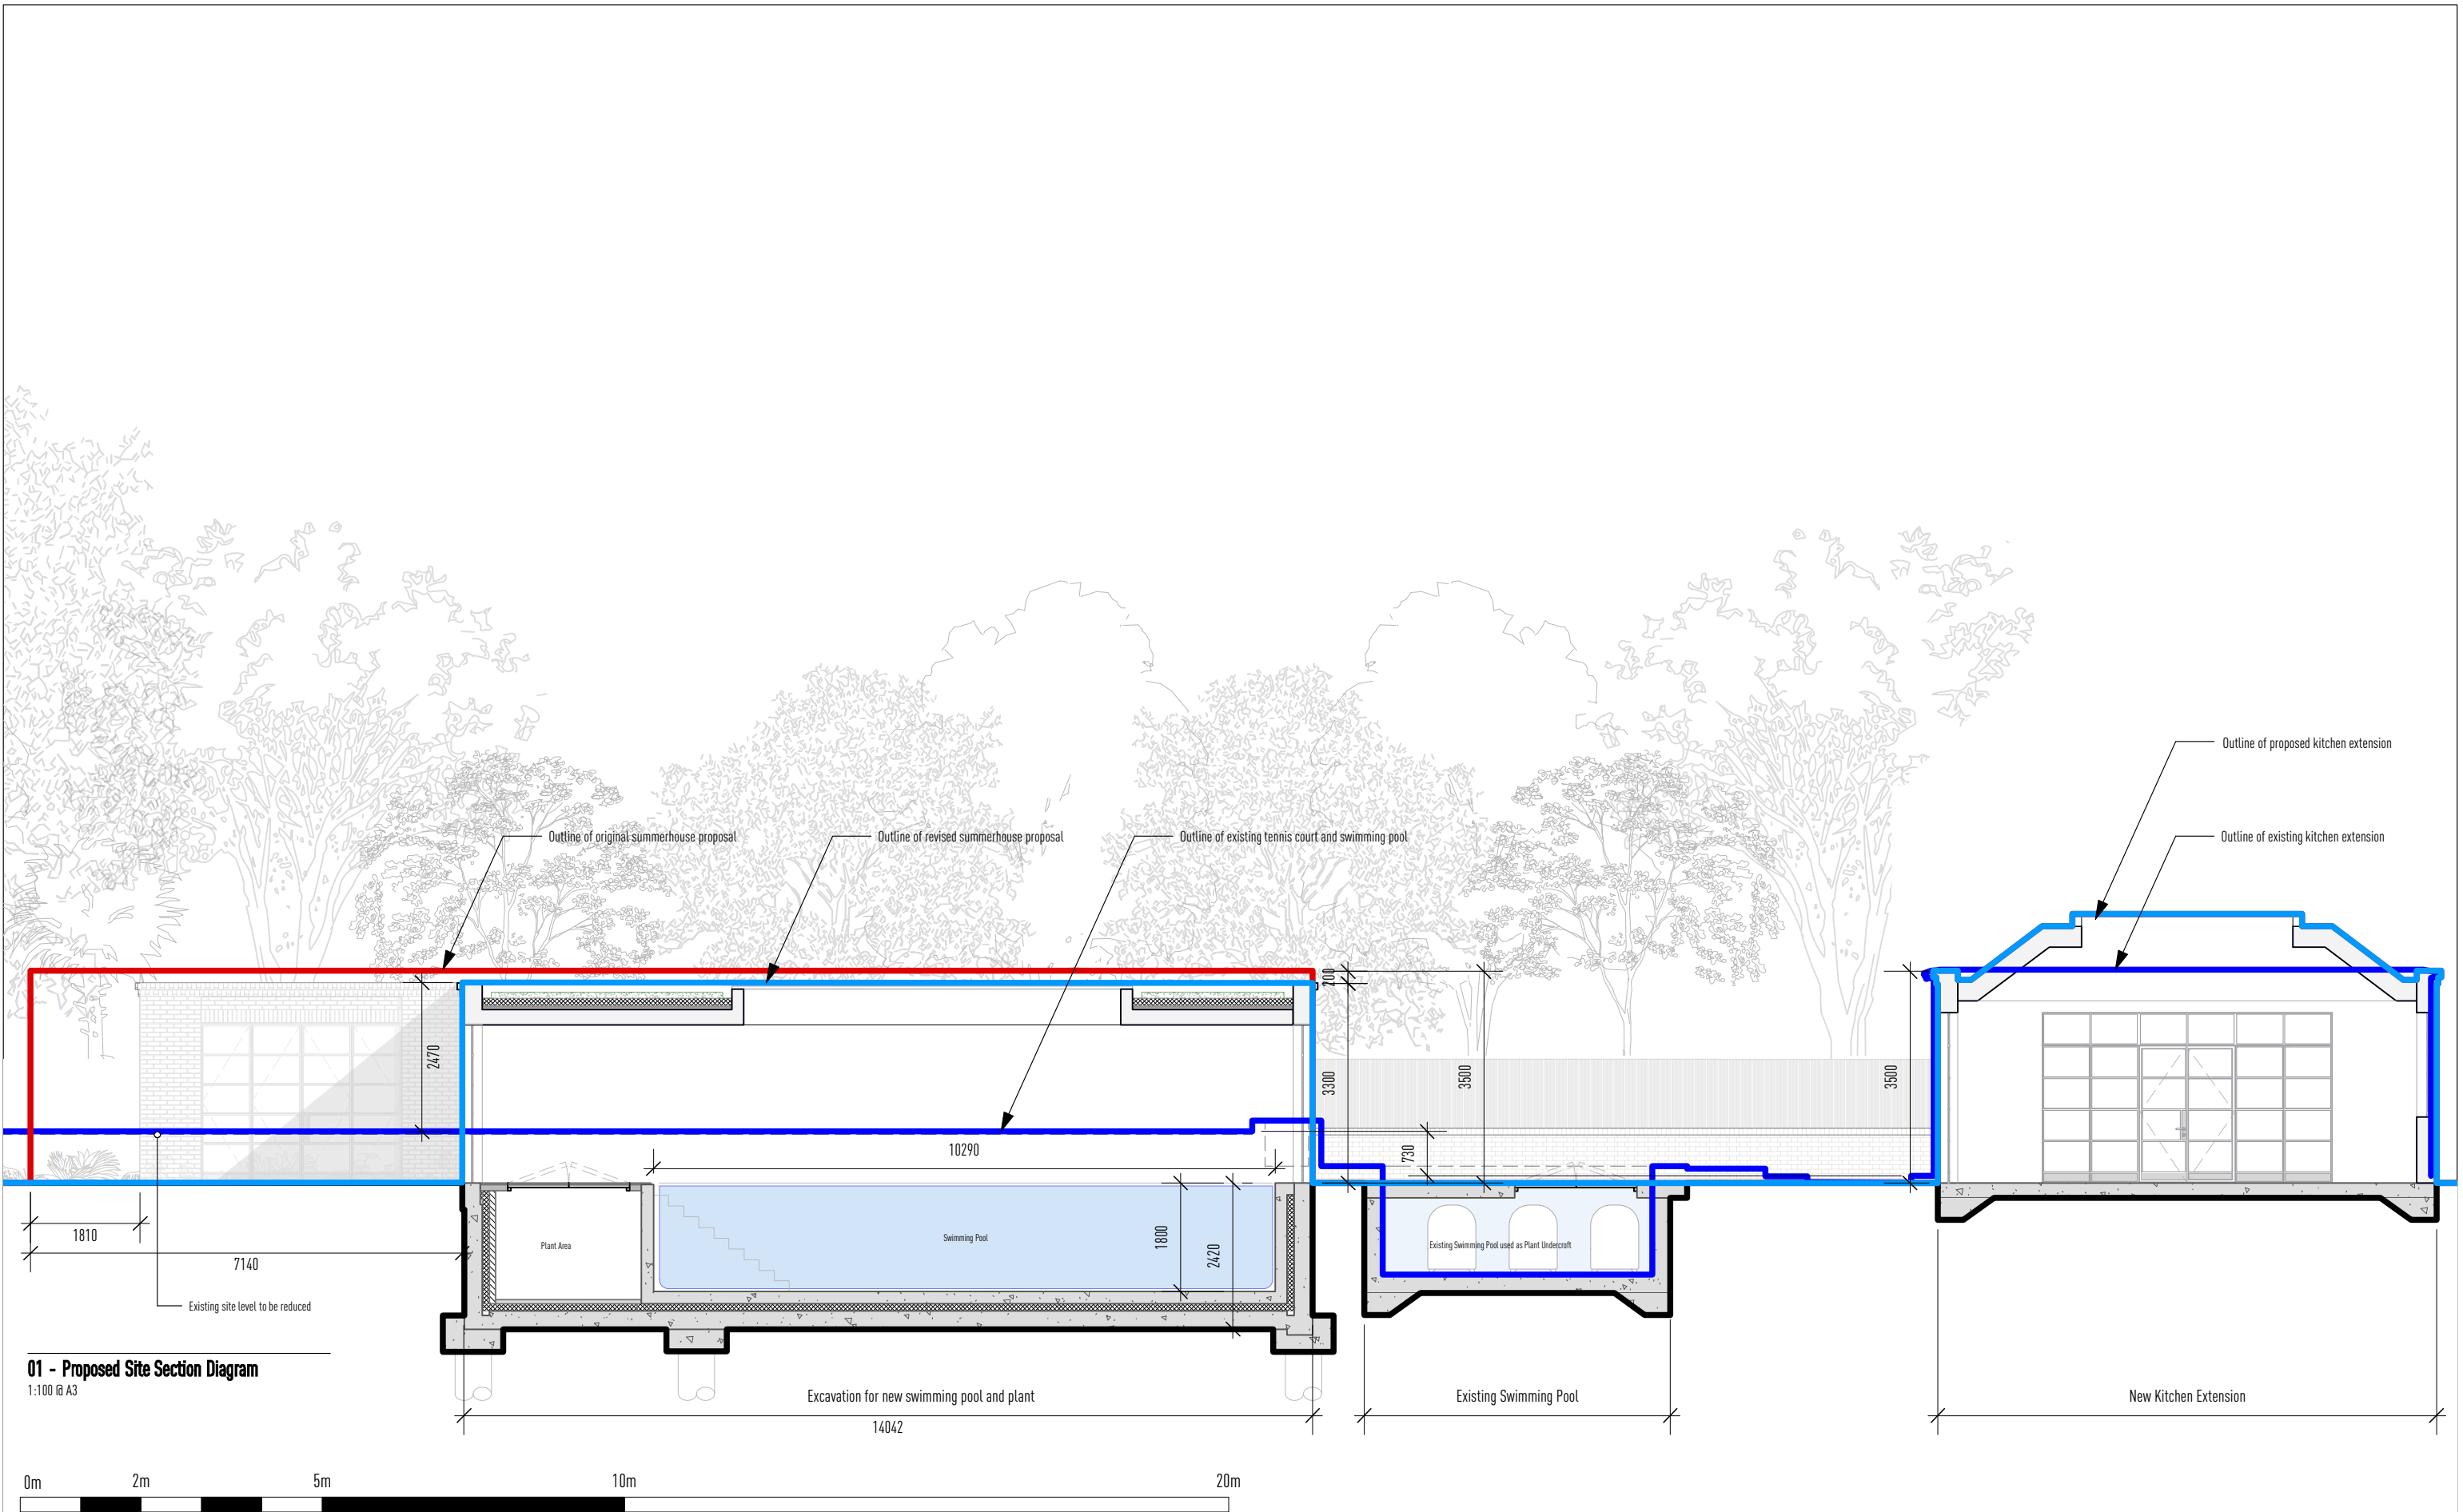 Outline of proposed kitchen extension
Outline of original summerhouse proposal
Outline of revised summerhouse proposal
Outline of existing tennis court and swimming pool
Outline of existing kitchen extension
200
2470
3300
3500
3500
730
10290
1800
2420
Plant Area
Swimming Pool
Existing Swimming Pool used as Plant Undercroft
1810
7140
Existing site level to be reduced
01 - Proposed Site Section Diagram
1:100 @ A3
Excavation for new swimming pool and plant
14042
Existing Swimming Pool
New Kitchen Extension
0m 2m 5m 10m 20m